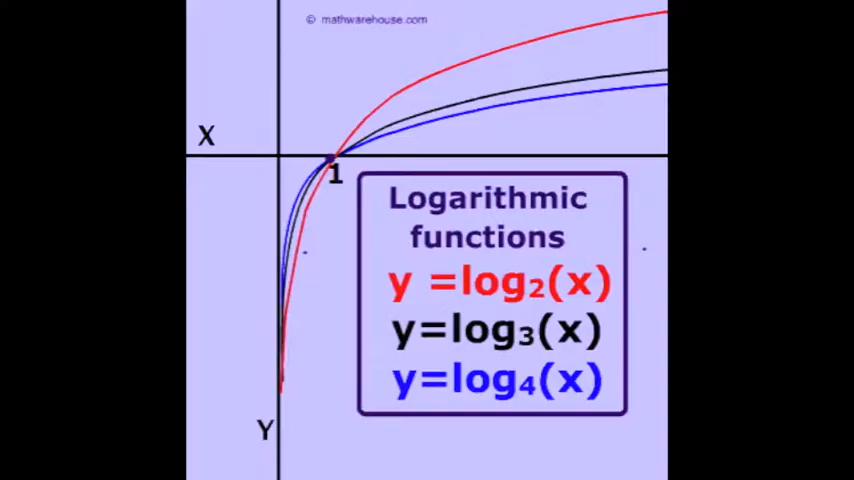 © mathwarehouse.com
X
1
Logarithmic
functions
y =log₂(x)
y=log₃(x)
y=log₄(x)
Y